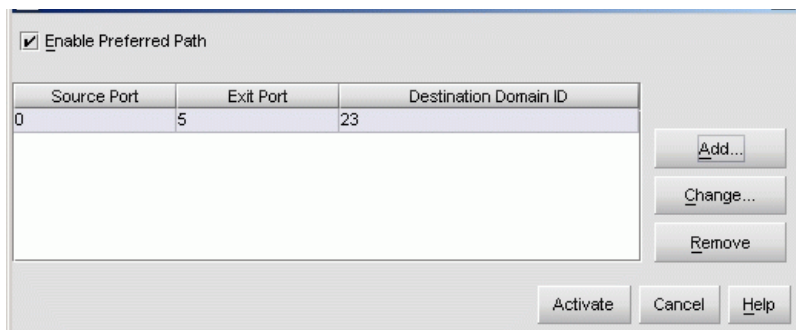 Enable Preferred Path
Source Port Exit Port Destination Domain ID
0 5 23
Add...
Change...
Remove
Activate Cancel Help